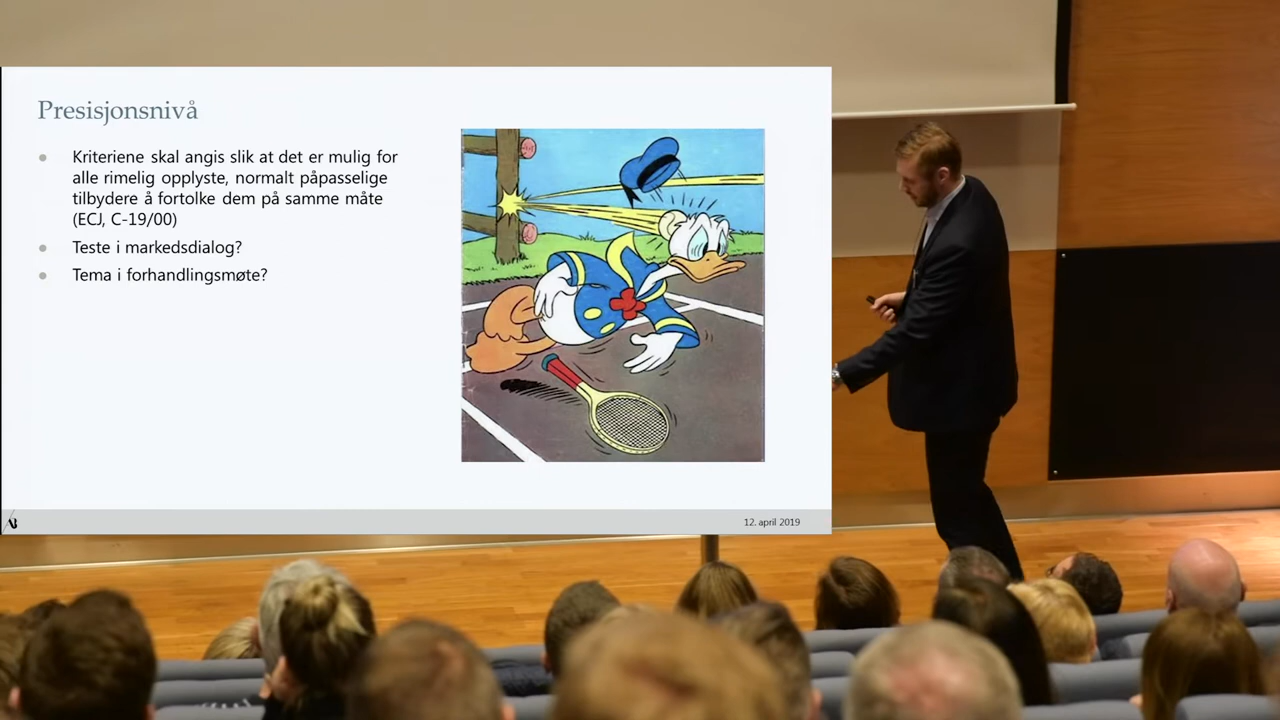 Presisjonsnivå
Kriteriene skal angis slik at det er mulig for
alle rimelig opplyste, normalt påpasselige
tilbydere å fortolke dem på samme måte
(ECJ, C-19/00)
Teste i markedsdialog?
Tema i forhandlingsmøte?
12. april 2019